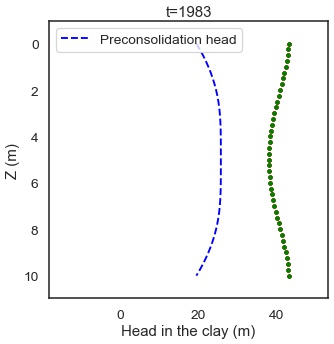 t=1983
Preconsolidation head
0
2
4
6
8
10
Z (m)
0 20 40
Head in the clay (m)